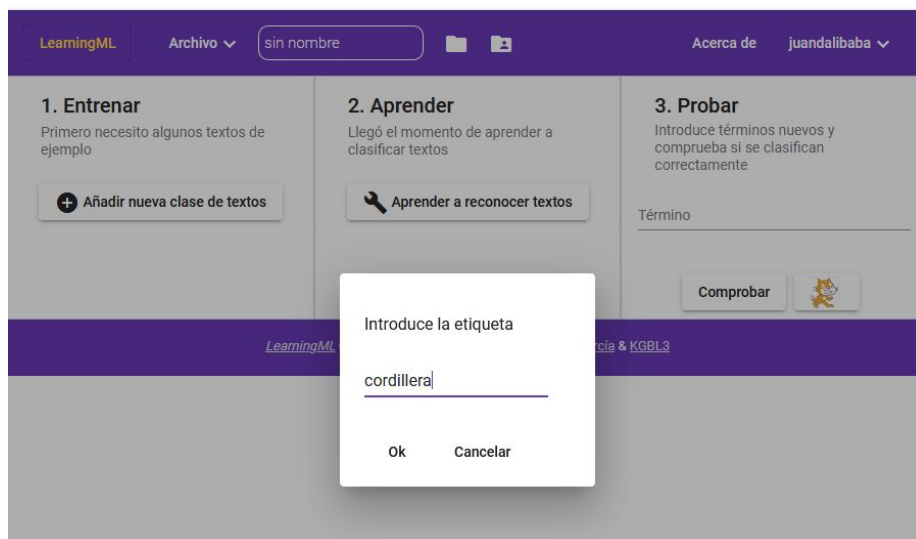 LearningML Archivo sin nombre Acerca de juandalibaba
1. Entrenar
Primero necesito algunos textos de
ejemplo
Añadir nueva clase de textos
2. Aprender
Llegó el momento de aprender a
clasificar textos
Aprender a reconocer textos
3. Probar
Introduce términos nuevos y
comprueba si se clasifican
correctamente
Término
Comprobar
Introduce la etiqueta
cordillera
Ok Cancelar
LearningML rcía & KGBL3